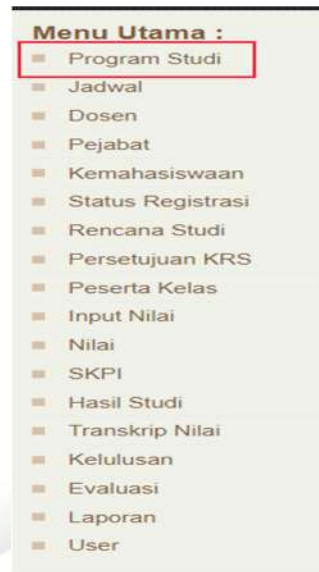 Menu Utama :
Program Studi
Jadwal
Dosen
Pejabat
Kemahasiswaan
Status Registrasi
Rencana Studi
Persetujuan KRS
Peserta Kelas
Input Nilai
Nilai
SKPI
Hasil Studi
Transkrip Nilai
Kelulusan
Evaluasi
Laporan
User